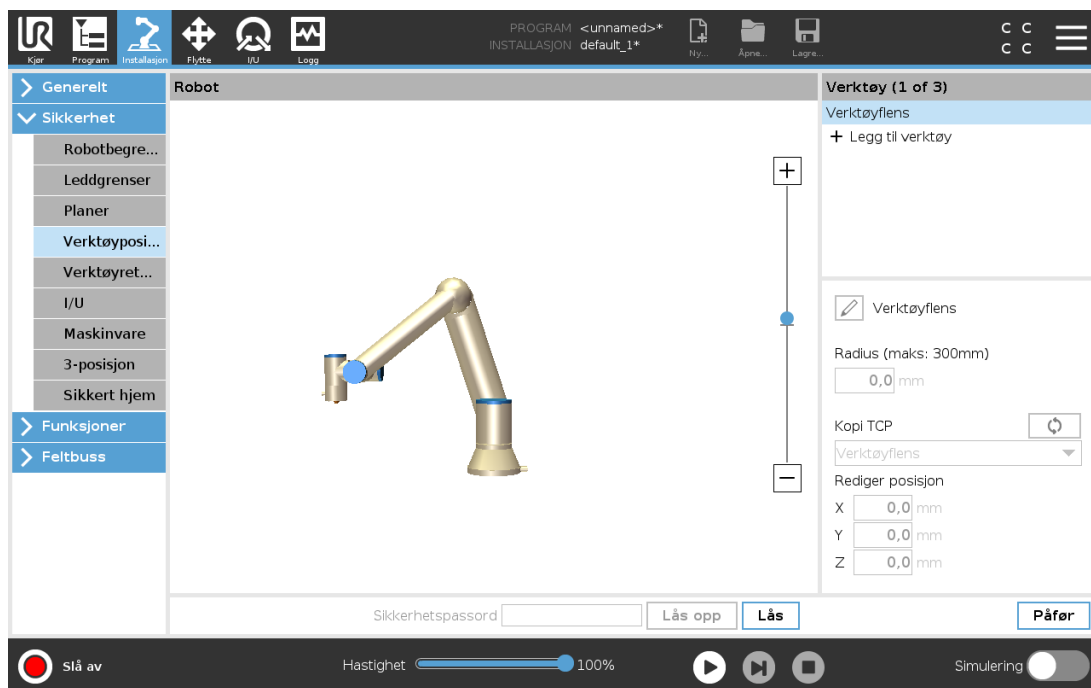 PROGRAM <unnamed>*
INSTALLASJON default_1*
C C
C C
Kjør Program Installasjon Flytte I/U Logg Ny... Åpne... Lagre...
Generelt
Sikkerhet
Robotbegre...
Leddgrenser
Planer
Verktøyposi...
Verktøyret...
I/U
Maskinvare
3-posisjon
Sikkert hjem
Funksjoner
Feltbuss
Robot
Verktøy (1 of 3)
Verktøyflens
+ Legg til verktøy
Verktøyflens
Radius (maks: 300mm)
0,0 mm
Kopi TCP
Verktøyflens
Rediger posisjon
X 0,0 mm
Y 0,0 mm
Z 0,0 mm
Sikkerhetspassord Lås opp Lås Påfør
Slå av Hastighet 100% Simulering